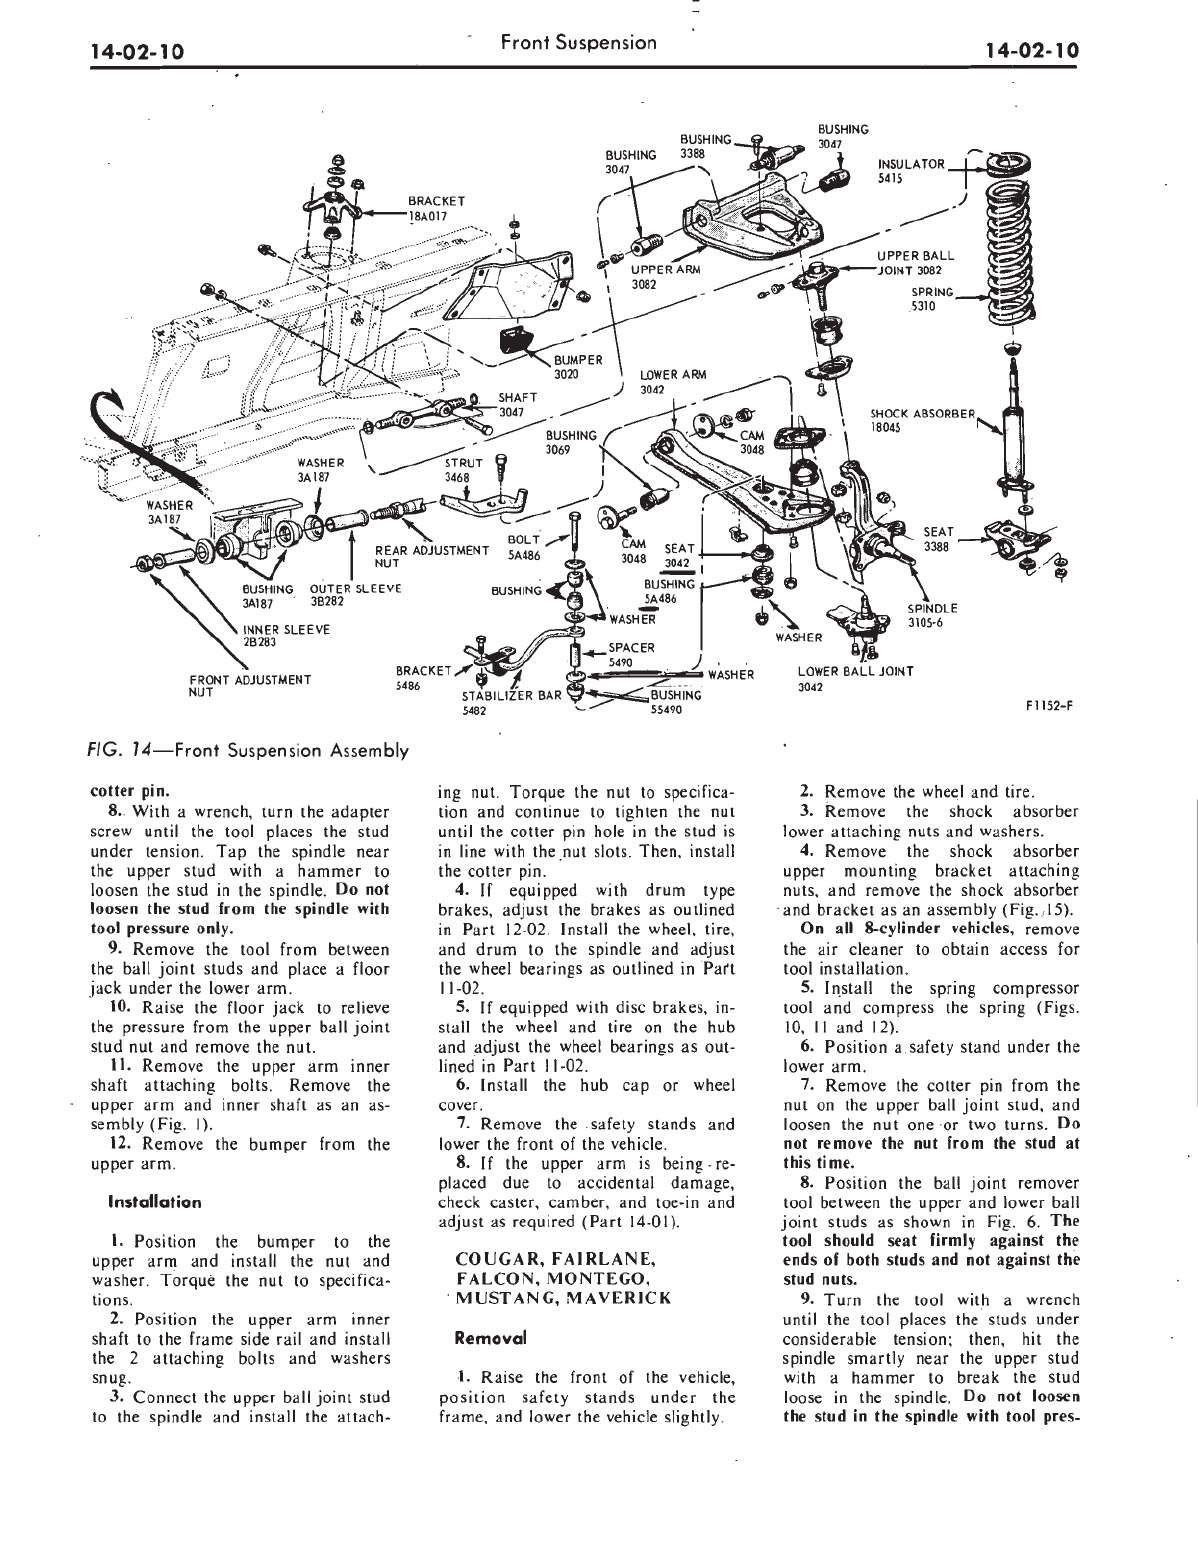 14-02-10
Front Suspension
14-02-10
BUSHING
3047
BUSHING
3388
BUSHING
3047
INSULATOR
5415
BRACKET
18A017
UPPER ARM
3082
UPPER BALL
JOINT 3082
SPRING
5310
BUMPER
3020
LOWER ARM
3042
SHAFT
3047
SHOCK ABSORBER
18045
BUSHING
3069
CAM
3048
WASHER
3A187
STRUT
3468
WASHER
3A187
BOLT
5A486
CAM
3048
SEAT
3042
SEAT
3388
REAR ADJUSTMENT
NUT
BUSHING
3A187
OUTER SLEEVE
3B282
BUSHING
BUSHING
5A486
WASHER
SPINDLE
3105-6
INNER SLEEVE
2B283
WASHER
SPACER
5490
FRONT ADJUSTMENT
NUT
BRACKET
5486
STABILIZER BAR
5482
WASHER
BUSHING
55490
LOWER BALL JOINT
3042
F1152-F
FIG. 14—Front Suspension Assembly
cotter pin.
8. With a wrench, turn the adapter
screw until the tool places the stud
under tension. Tap the spindle near
the upper stud with a hammer to
loosen the stud in the spindle. Do not
loosen the stud from the spindle with
tool pressure only.
9. Remove the tool from between
the ball joint studs and place a floor
jack under the lower arm.
10. Raise the floor jack to relieve
the pressure from the upper ball joint
stud nut and remove the nut.
11. Remove the upper arm inner
shaft attaching bolts. Remove the
upper arm and inner shaft as an as-
sembly (Fig. 1).
12. Remove the bumper from the
upper arm.
Installation
1. Position the bumper to the
upper arm and install the nut and
washer. Torque the nut to specifica-
tions.
2. Position the upper arm inner
shaft to the frame side rail and install
the 2 attaching bolts and washers
snug.
3. Connect the upper ball joint stud
to the spindle and install the attach-
ing nut. Torque the nut to specifica-
tion and continue to tighten the nut
until the cotter pin hole in the stud is
in line with the nut slots. Then, install
the cotter pin.
4. If equipped with drum type
brakes, adjust the brakes as outlined
in Part 12-02. Install the wheel, tire,
and drum to the spindle and adjust
the wheel bearings as outlined in Part
11-02.
5. If equipped with disc brakes, in-
stall the wheel and tire on the hub
and adjust the wheel bearings as out-
lined in Part 11-02.
6. Install the hub cap or wheel
cover.
7. Remove the safety stands and
lower the front of the vehicle.
8. If the upper arm is being re-
placed due to accidental damage,
check caster, camber, and toe-in and
adjust as required (Part 14-01).
COUGAR, FAIRLANE,
FALCON, MONTEGO,
MUSTANG, MAVERICK
Removal
1. Raise the front of the vehicle,
position safety stands under the
frame, and lower the vehicle slightly.
2. Remove the wheel and tire.
3. Remove the shock absorber
lower attaching nuts and washers.
4. Remove the shock absorber
upper mounting bracket attaching
nuts, and remove the shock absorber
and bracket as an assembly (Fig. 15).
On all 8-cylinder vehicles, remove
the air cleaner to obtain access for
tool installation.
5. Install the spring compressor
tool and compress the spring (Figs.
10, 11 and 12).
6. Position a safety stand under the
lower arm.
7. Remove the cotter pin from the
nut on the upper ball joint stud, and
loosen the nut one or two turns. Do
not remove the nut from the stud at
this time.
8. Position the ball joint remover
tool between the upper and lower ball
joint studs as shown in Fig. 6. The
tool should seat firmly against the
ends of both studs and not against the
stud nuts.
9. Turn the tool with a wrench
until the tool places the studs under
considerable tension; then, hit the
spindle smartly near the upper stud
with a hammer to break the stud
loose in the spindle. Do not loosen
the stud in the spindle with tool pres-